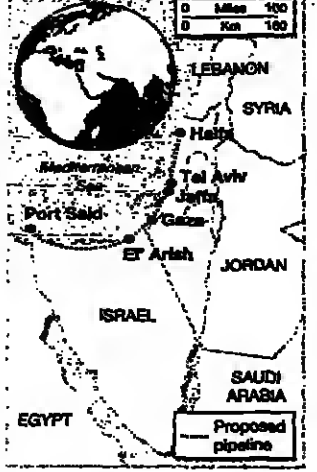 0 Miles 100
0 Km 160
LEBANON
SYRIA
Haifa
Mediterranean
Sea
Tel Aviv
Jaffa
Port Said
Gaza
El Arish
JORDAN
ISRAEL
SAUDI
ARABIA
EGYPT
Proposed
pipeline